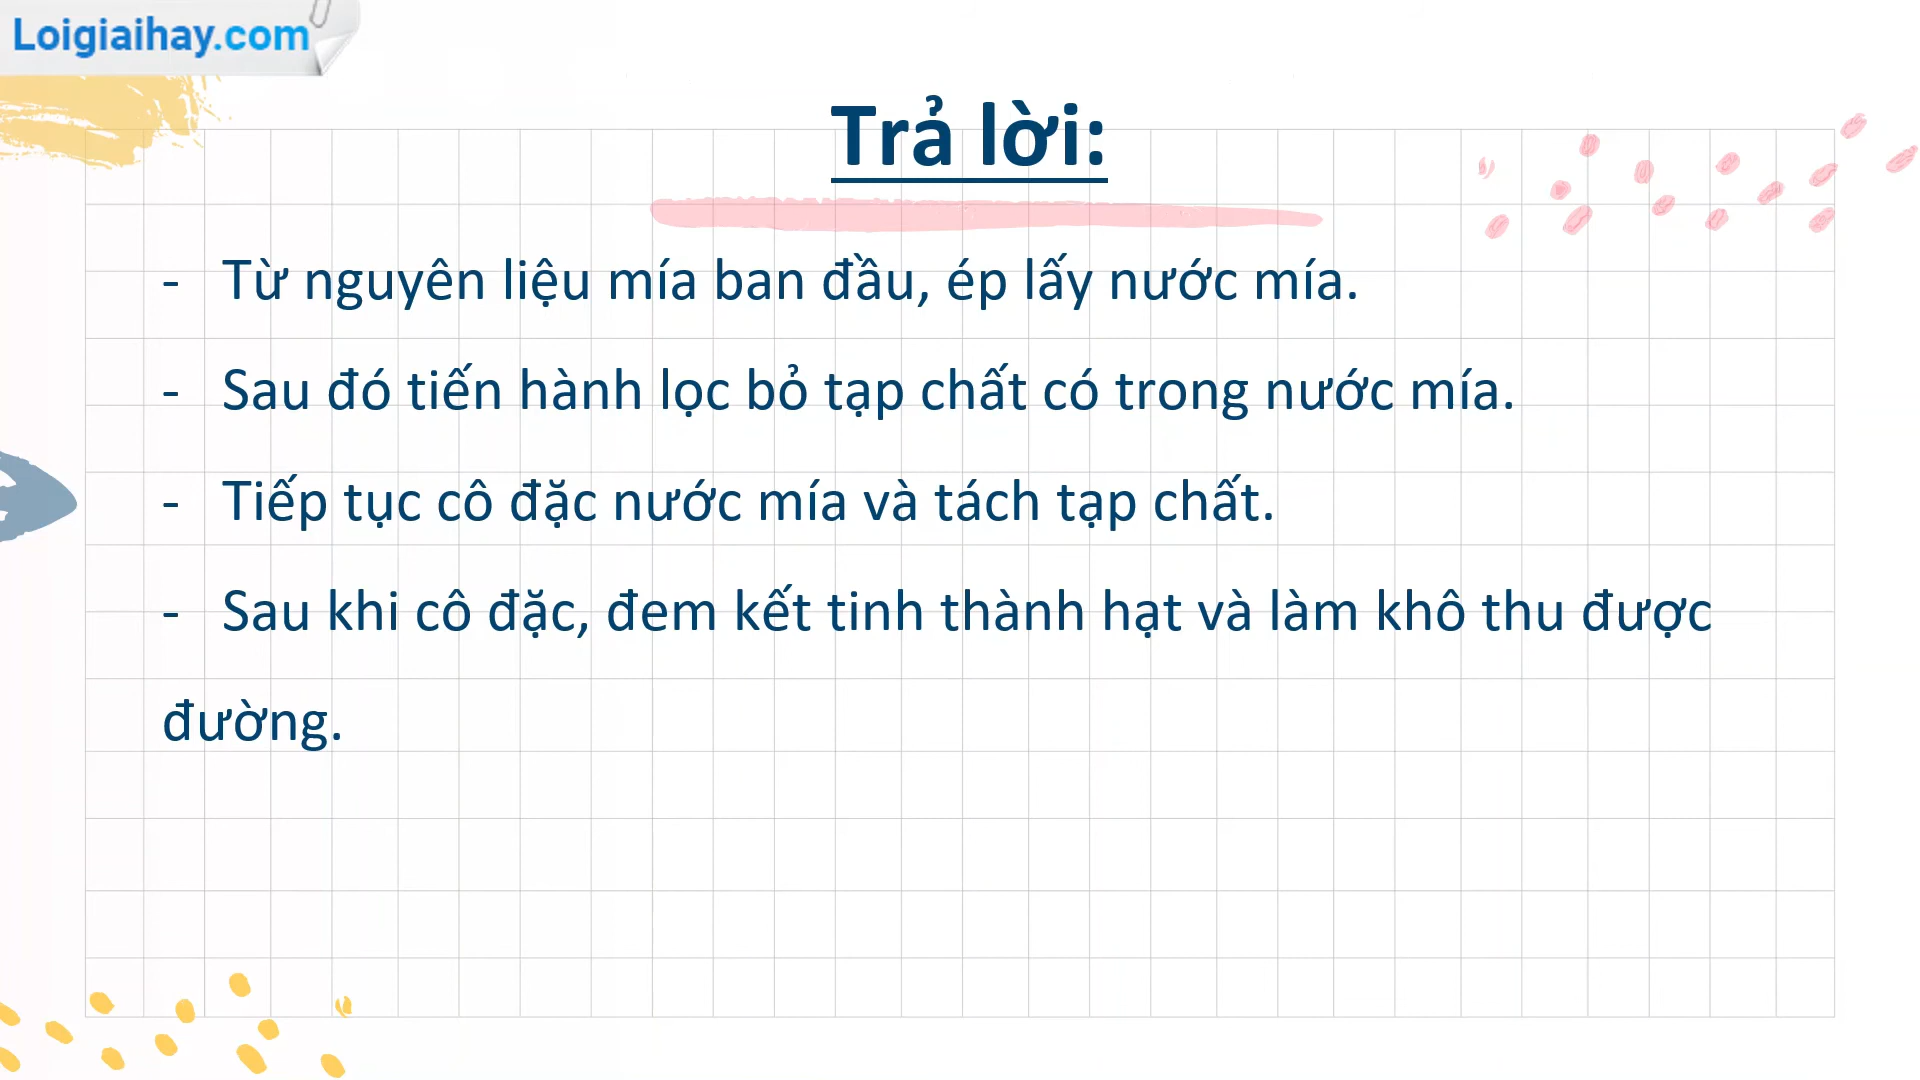 Loigiaihay.com
Trả lời:
- Từ nguyên liệu mía ban đầu, ép lấy nước mía.
- Sau đó tiến hành lọc bỏ tạp chất có trong nước mía.
- Tiếp tục cô đặc nước mía và tách tạp chất.
- Sau khi cô đặc, đem kết tinh thành hạt và làm khô thu được
đường.